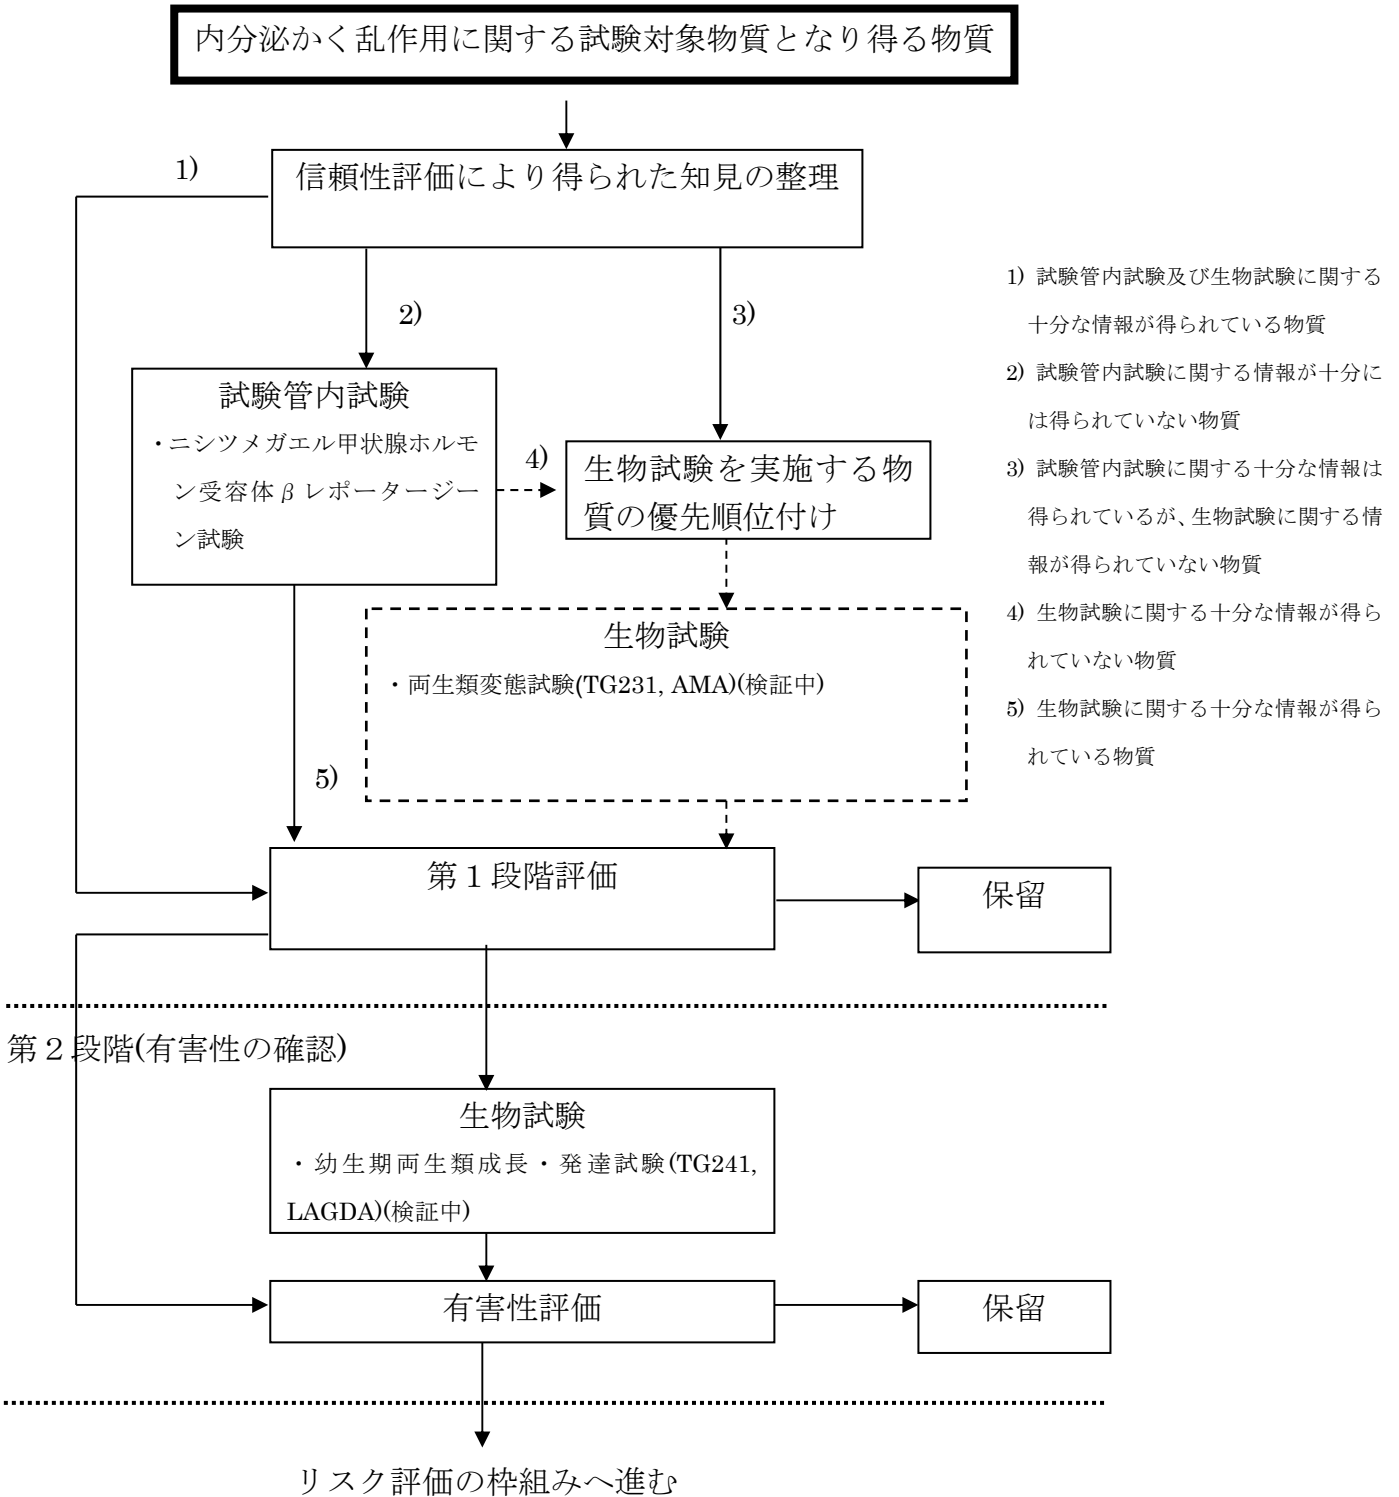 内分泌かく乱作用に関する試験対象物質となり得る物質
1)
信頼性評価により得られた知見の整理
2)
3)
試験管内試験
・ニシツメガエル甲状腺ホルモ
ン受容体βレポータージー
ン試験
4)
生物試験を実施する物
質の優先順位付け
生物試験
・両生類変態試験(TG231, AMA)(検証中)
5)
1) 試験管内試験及び生物試験に関する
十分な情報が得られている物質
2) 試験管内試験に関する情報が十分に
は得られていない物質
3) 試験管内試験に関する十分な情報は
得られているが、生物試験に関する情
報が得られていない物質
4) 生物試験に関する十分な情報が得ら
れていない物質
5) 生物試験に関する十分な情報が得ら
れている物質
第１段階評価
保留
第２段階(有害性の確認)
生物試験
・幼生期両生類成長・発達試験(TG241,
LAGDA)(検証中)
有害性評価
保留
リスク評価の枠組みへ進む